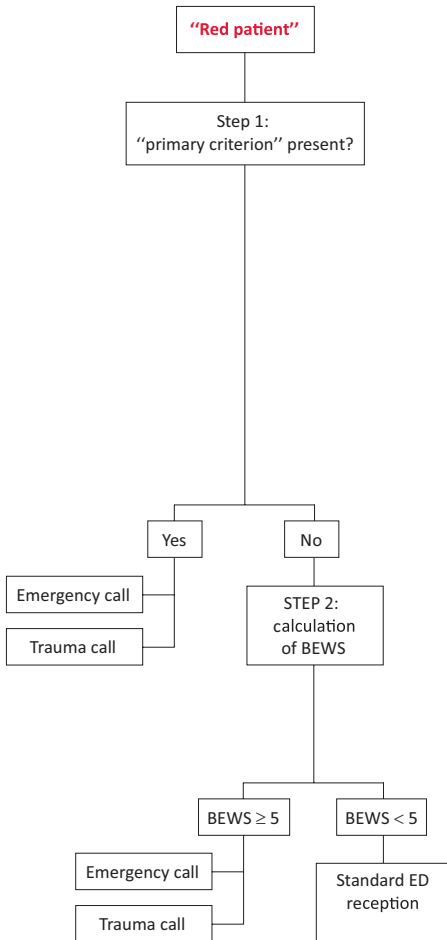 “Red patient”
Step 1:
“primary criterion” present?
Yes
No
Emergency call
Trauma call
STEP 2:
calculation
of BEWS
BEWS ≥ 5
BEWS < 5
Emergency call
Trauma call
Standard ED
reception